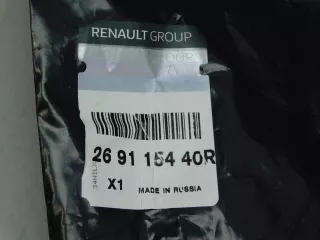 RENAULT GROUP
26 91 154 40R
X1
MADE IN RUSSIA